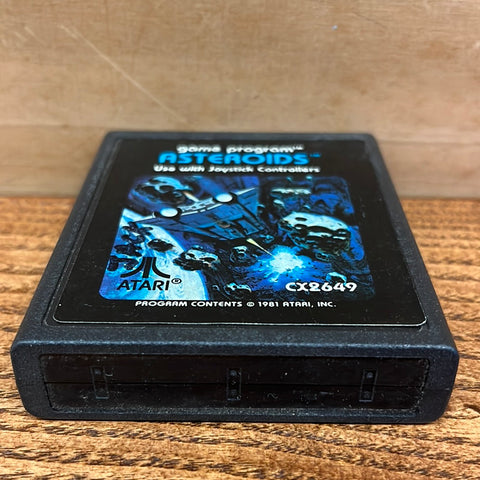 game program™
ASTEROIDS™
Use with Joystick Controllers
ATARI®
CX2649
PROGRAM CONTENTS © 1981 ATARI, INC.